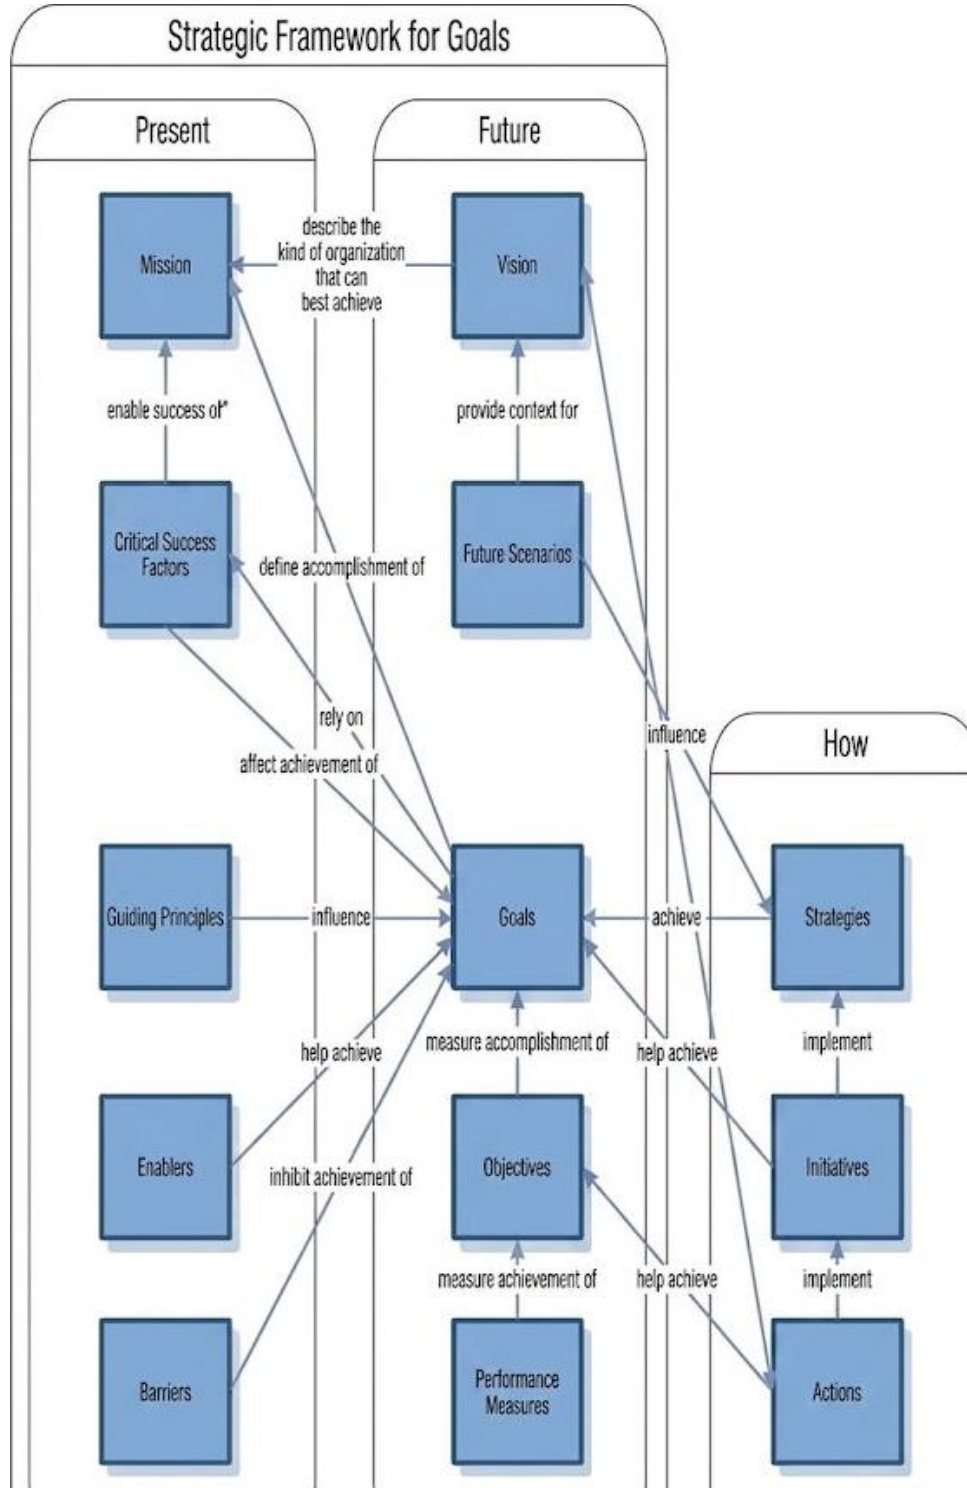 Strategic Framework for Goals
Present
Future
Mission
describe the
kind of organization
that can
best achieve
Vision
enable success of*
provide context for
Critical Success
Factors
define accomplishment of
Future Scenarios
rely on
affect achievement of
influence
How
Guiding Principles
influence
Goals
achieve
Strategies
help achieve
measure accomplishment of
help achieve
implement
Enablers
inhibit achievement of
Objectives
Initiatives
measure achievement of
help achieve
implement
Barriers
Performance
Measures
Actions